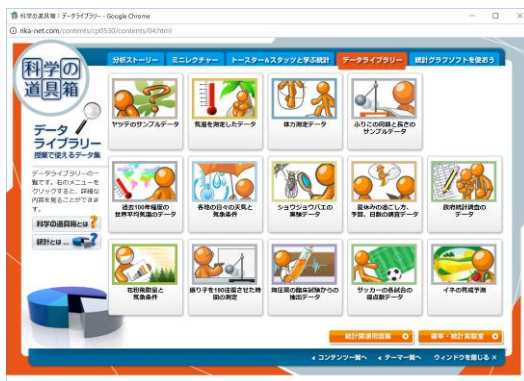 科学の道具箱：データライブラリー - Google Chrome
rika-net.com/contents/cp0530/contents/04.html
科学の
道具箱
分析ストーリー
ミニレクチャー
トースター&スタッツと学ぶ統計
データライブラリー
統計グラフソフトを使おう
データ
ライブラリー
授業で使えるデータ集
データライブラリーの一
覧です。右のメニューを
クリックすると、詳細な
内容を見ることができま
す。
科学の道具箱とは
統計とは ...
ヤツデのサンプルデータ
気温を測定したデータ
体力測定データ
ふりこの周期と長さの
サンプルデータ
過去100年程度の
世界平均気温のデータ
各地の日々の天気と
気象条件
ショウジョウバエの
実験データ
夏休みの過ごし方、
予算、日数の調査データ
政府統計調査の
データ
花粉飛散量と
気象条件
振り子を190往復させた時
間の測定
降圧薬の臨床試験からの
抽出データ
サッカーの各試合の
得点数データ
イネの育成予測
統計関連用語集
確率・統計実験室
コンテンツ一覧へ
テーマ一覧へ
ウィンドウを閉じる ×